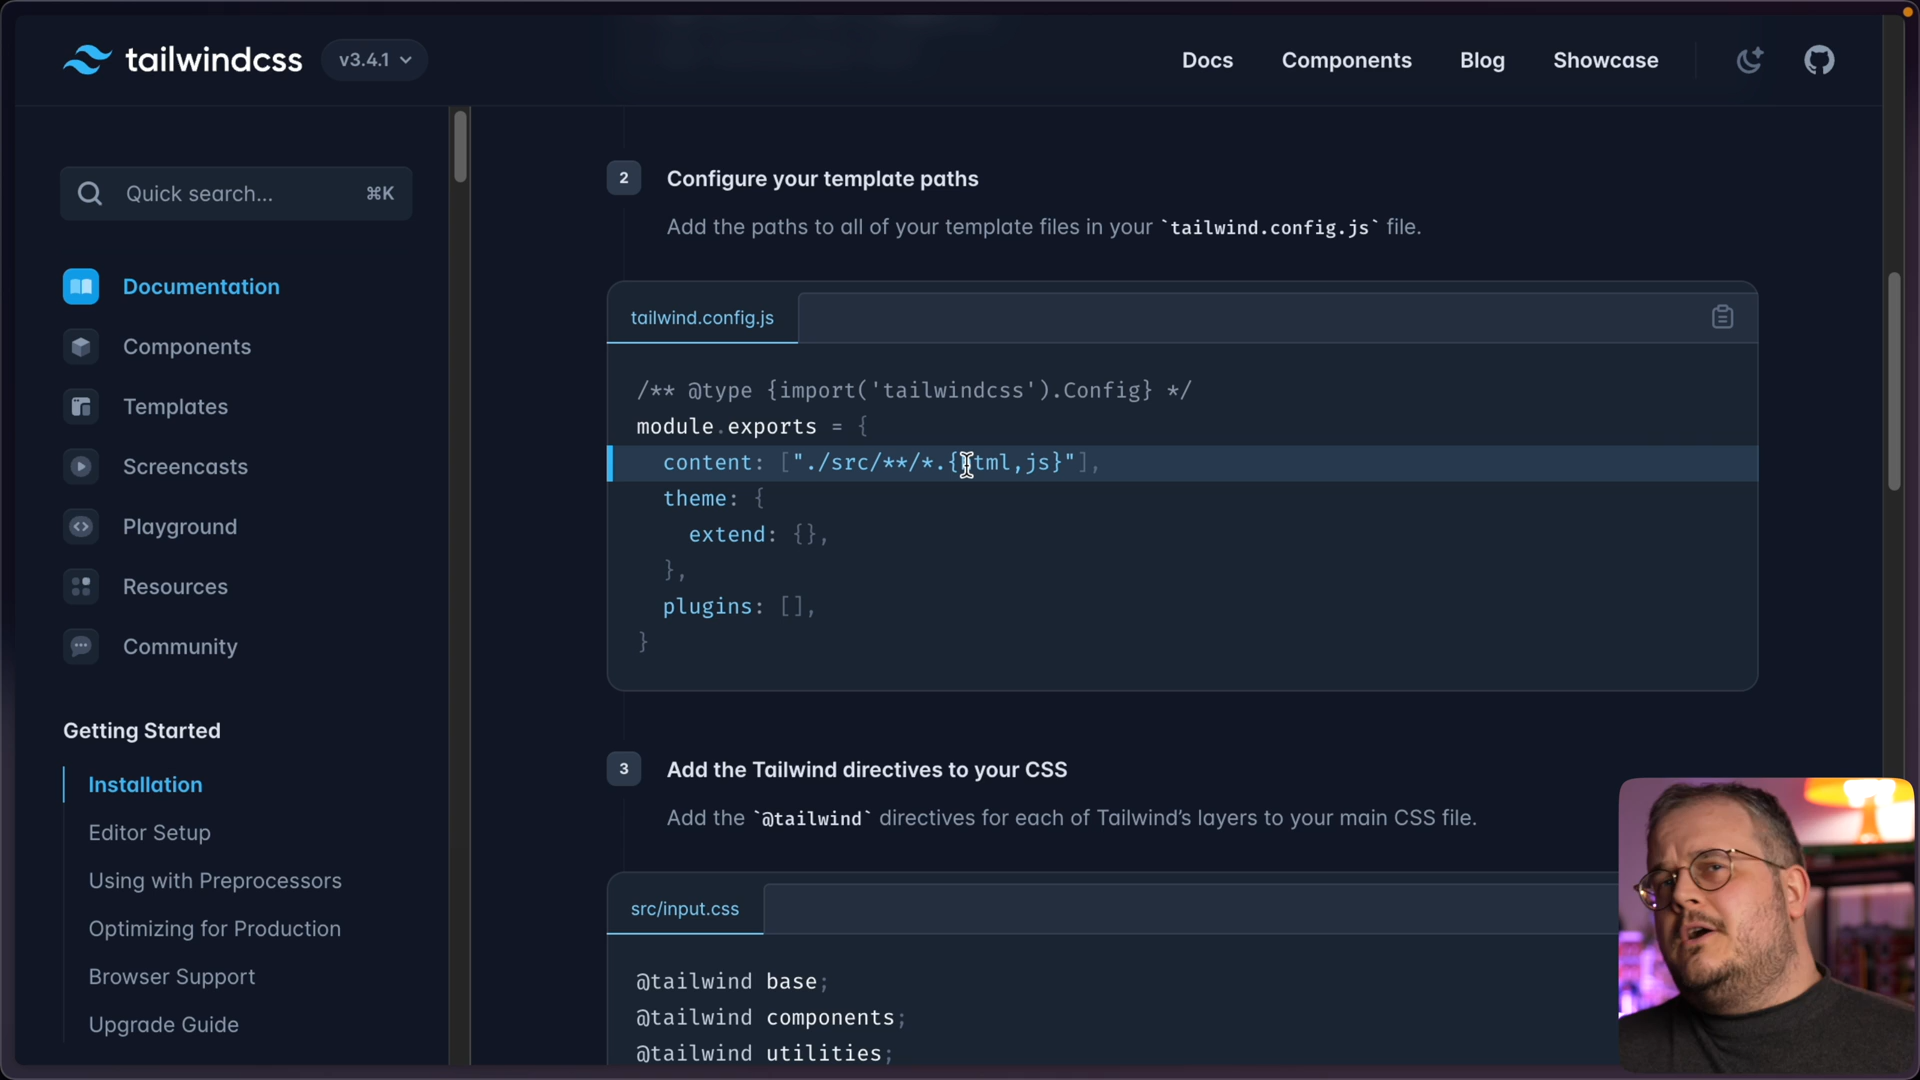 tailwindcss
v3.4.1
Docs
Components
Blog
Showcase
Quick search...
⌘K
Documentation
Components
Templates
Screencasts
Playground
Resources
Community
Getting Started
Installation
Editor Setup
Using with Preprocessors
Optimizing for Production
Browser Support
Upgrade Guide
2
Configure your template paths
Add the paths to all of your template files in your `tailwind.config.js` file.
tailwind.config.js
/** @type {import('tailwindcss').Config} */
module.exports = {
content: ["./src/**/*.{html,js}"],
theme: {
extend: {},
},
plugins: [],
}
3
Add the Tailwind directives to your CSS
Add the `@tailwind` directives for each of Tailwind’s layers to your main CSS file.
src/input.css
@tailwind base;
@tailwind components;
@tailwind utilities;